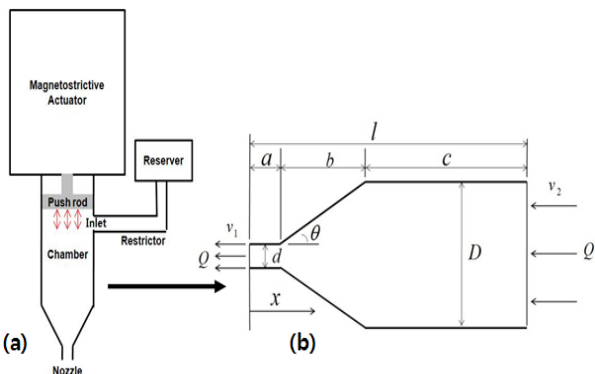 Magnetostrictive
Actuator
Reserver
Push rod
Inlet
Restrictor
Chamber
(a)
Nozzle
l
a
b
c
v₁
v₂
θ
Q
d
D
Q
x
(b)